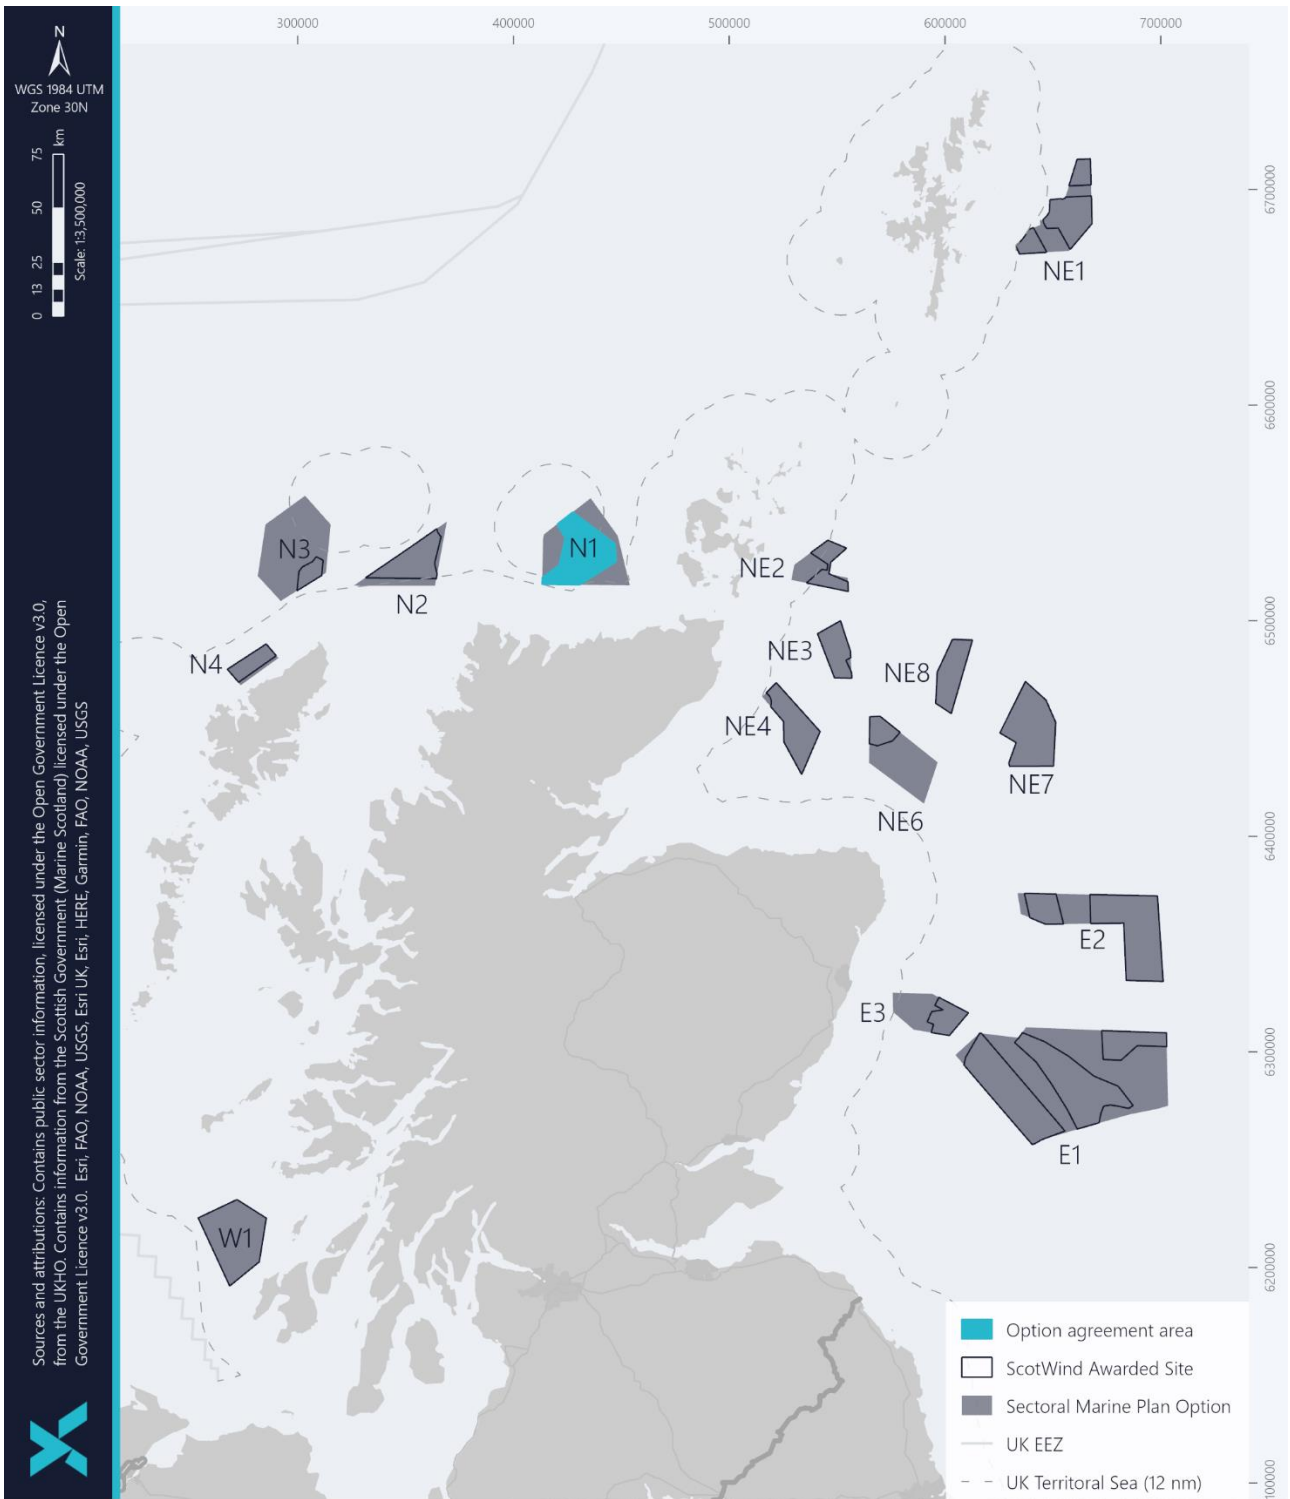 300000
400000
500000
600000
700000
N
WGS 1984 UTM
Zone 30N
0 13 25 50 75 km
Scale: 1:3,500,000
Sources and attributions: Contains public sector information, licensed under the Open Government Licence v3.0,
from the UKHO. Contains information from the Scottish Government (Marine Scotland) licensed under the Open
Government Licence v3.0. Esri, FAO, NOAA, USGS, Esri UK, Esri, HERE, Garmin, FAO, NOAA, USGS
6700000
6600000
6500000
6400000
6300000
6200000
100000
NE1
N3
N1
N2
NE2
N4
NE3
NE8
NE4
NE7
NE6
E2
E3
E1
W1
Option agreement area
ScotWind Awarded Site
Sectoral Marine Plan Option
UK EEZ
UK Territoral Sea (12 nm)